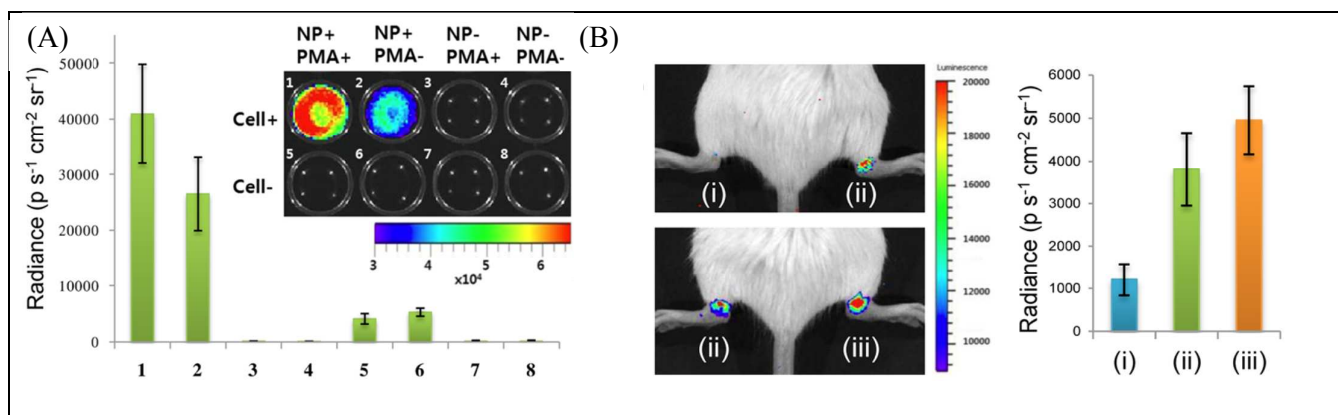 (A)
NP+ NP+ NP- NP-
PMA+ PMA- PMA+ PMA-
Cell+
Cell-
1 2 3 4
5 6 7 8
3 4 5 6
x10⁴
Radiance (p s⁻¹ cm⁻² sr⁻¹)
50000
40000
30000
20000
10000
0
1 2 3 4 5 6 7 8
(B)
(i) (ii)
(ii) (iii)
Luminescence
20000
18000
16000
14000
12000
10000
Radiance (p s⁻¹ cm⁻² sr⁻¹)
6000
5000
4000
3000
2000
1000
0
(i) (ii) (iii)